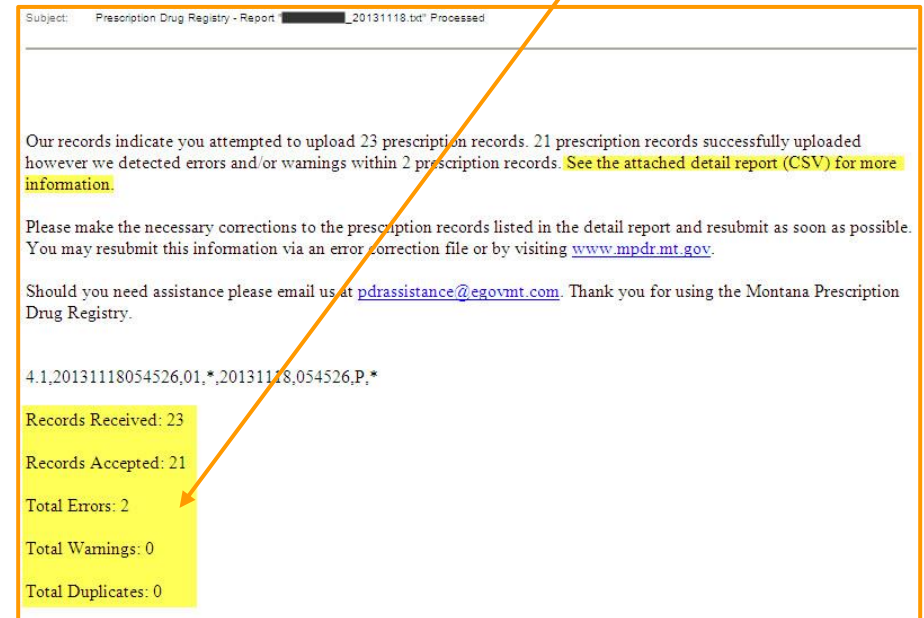 Subject: Prescription Drug Registry - Report " _20131118.txt" Processed
Our records indicate you attempted to upload 23 prescription records. 21 prescription records successfully uploaded
however we detected errors and/or warnings within 2 prescription records. See the attached detail report (CSV) for more
information.
Please make the necessary corrections to the prescription records listed in the detail report and resubmit as soon as possible.
You may resubmit this information via an error correction file or by visiting www.mpdr.mt.gov.
Should you need assistance please email us at pdrassistance@egovmt.com. Thank you for using the Montana Prescription
Drug Registry.
4.1,20131118054526,01,*,20131118,054526,P,*
Records Received: 23
Records Accepted: 21
Total Errors: 2
Total Warnings: 0
Total Duplicates: 0